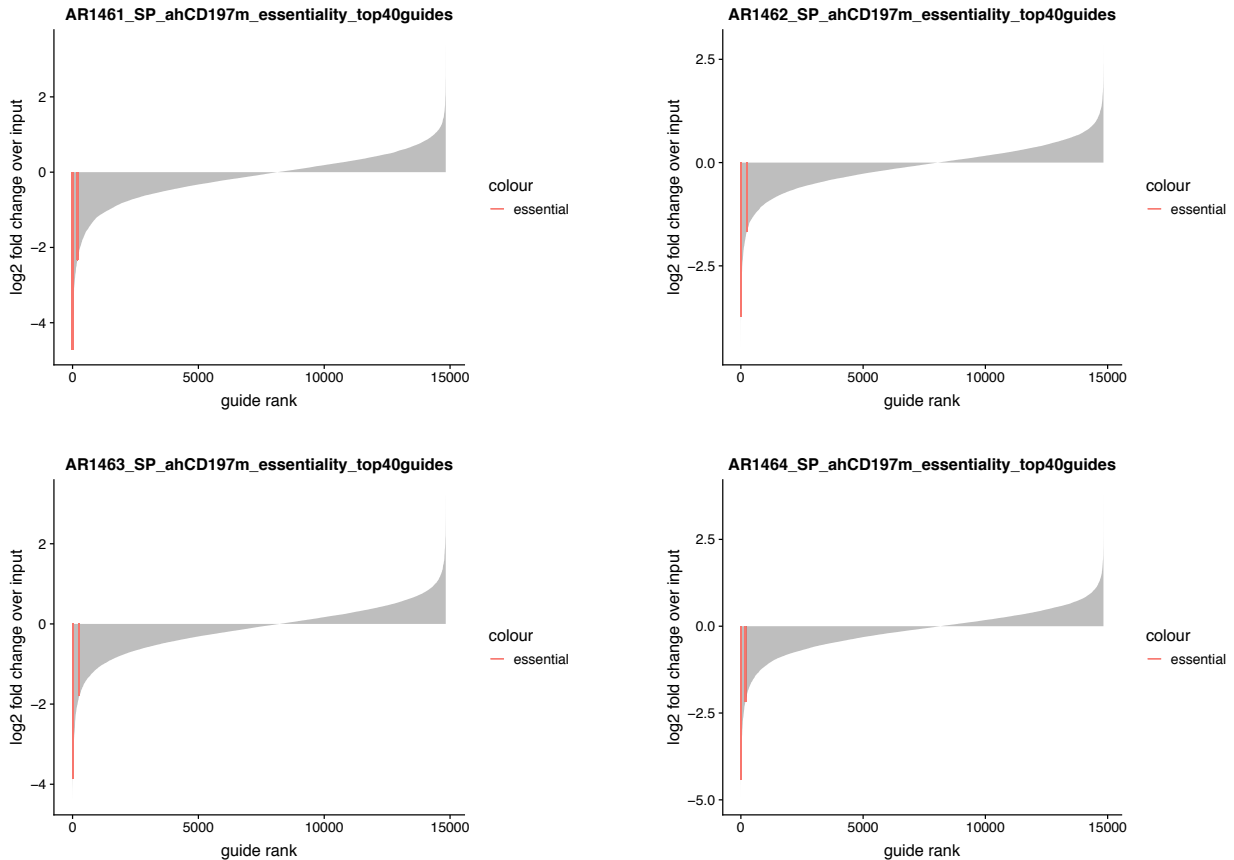 AR1461_SP_ahCD197m_essentiality_top40guides
log2 fold change over input
2
0
−2
−4
0
5000
10000
15000
guide rank
colour
essential
AR1462_SP_ahCD197m_essentiality_top40guides
log2 fold change over input
2.5
0.0
−2.5
0
5000
10000
15000
guide rank
colour
essential
AR1463_SP_ahCD197m_essentiality_top40guides
log2 fold change over input
2
0
−2
−4
0
5000
10000
15000
guide rank
colour
essential
AR1464_SP_ahCD197m_essentiality_top40guides
log2 fold change over input
2.5
0.0
−2.5
−5.0
0
5000
10000
15000
guide rank
colour
essential